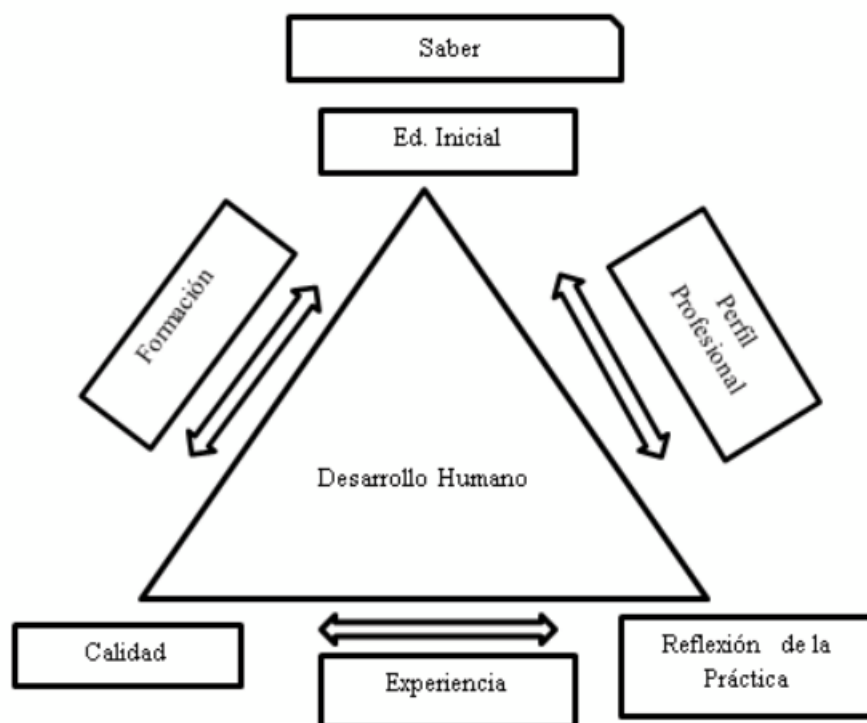 Saber
Ed. Inicial
Formación
Perfil
Profesional
Desarrollo Humano
Calidad
Experiencia
Reflexión de la
Práctica